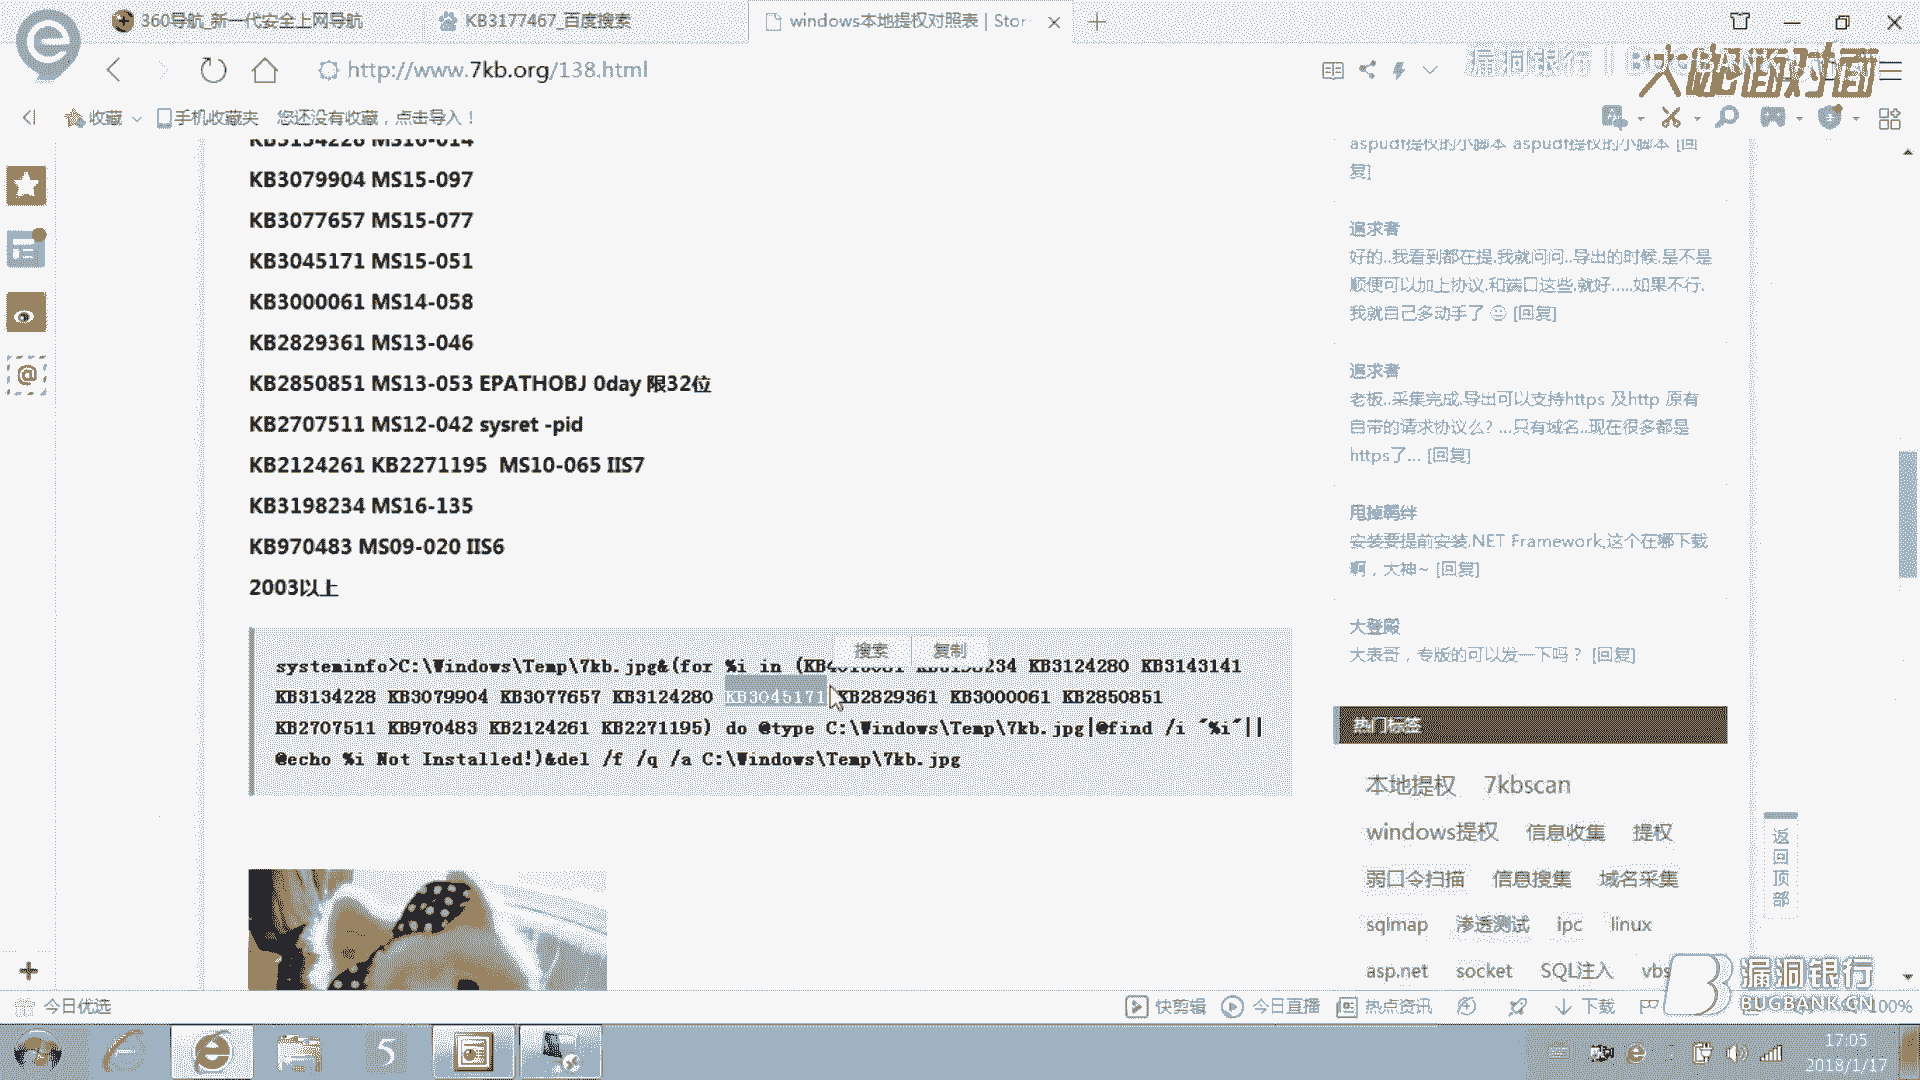 360导航_新一代安全上网导航
KB3177467_百度搜索
windows本地提权对照表 | Stor
http://www.7kb.org/138.html
漏洞银行 | BUGBANK
大咖面对面
收藏
手机收藏夹
您还没有收藏，点击导入！
KB3134228 MS16-014
KB3079904 MS15-097
KB3077657 MS15-077
KB3045171 MS15-051
KB3000061 MS14-058
KB2829361 MS13-046
KB2850851 MS13-053 EPATHOBJ 0day 限32位
KB2707511 MS12-042 sysret -pid
KB2124261 KB2271195 MS10-065 IIS7
KB3198234 MS16-135
KB970483 MS09-020 IIS6
2003以上
搜索 复制
systeminfo>C:\Windows\Temp\7kb.jpg&(for %i in ( KB3124280 KB3143141
KB3134228 KB3079904 KB3077657 KB3124280 KB3045171 KB2829361 KB3000061 KB2850851
KB2707511 KB970483 KB2124261 KB2271195) do @type C:\Windows\Temp\7kb.jpg|@find /i "%i"||
@echo %i Not Installed!)&del /f /q /a C:\Windows\Temp\7kb.jpg
aspudf提权的小脚本 aspudf提权的小脚本 [回
复]
追求者
好的..我看到都在提.我就问问..导出的时候.是不是
顺便可以加上协议.和端口这些.就好.....如果不行.
我就自己多动手了 [回复]
追求者
老板..采集完成.导出可以支持https 及http 原有
自带的请求协议么? ...只有域名..现在很多都是
https了... [回复]
甩掉羁绊
安装要提前安装.NET Framework,这个在哪下载
啊，大神~ [回复]
大登殿
大表哥，专版的可以发一下吗？ [回复]
热门标签
本地提权 7kbscan
windows提权 信息收集 提权
弱口令扫描 信息搜集 域名采集
sqlmap 渗透测试 ipc linux
asp.net socket SQL注入 vbs
返
回
顶
部
漏洞银行
BUGBANK.CN
今日优选
快剪辑
今日直播
热点资讯
下载
100%
17:05
2018/1/17